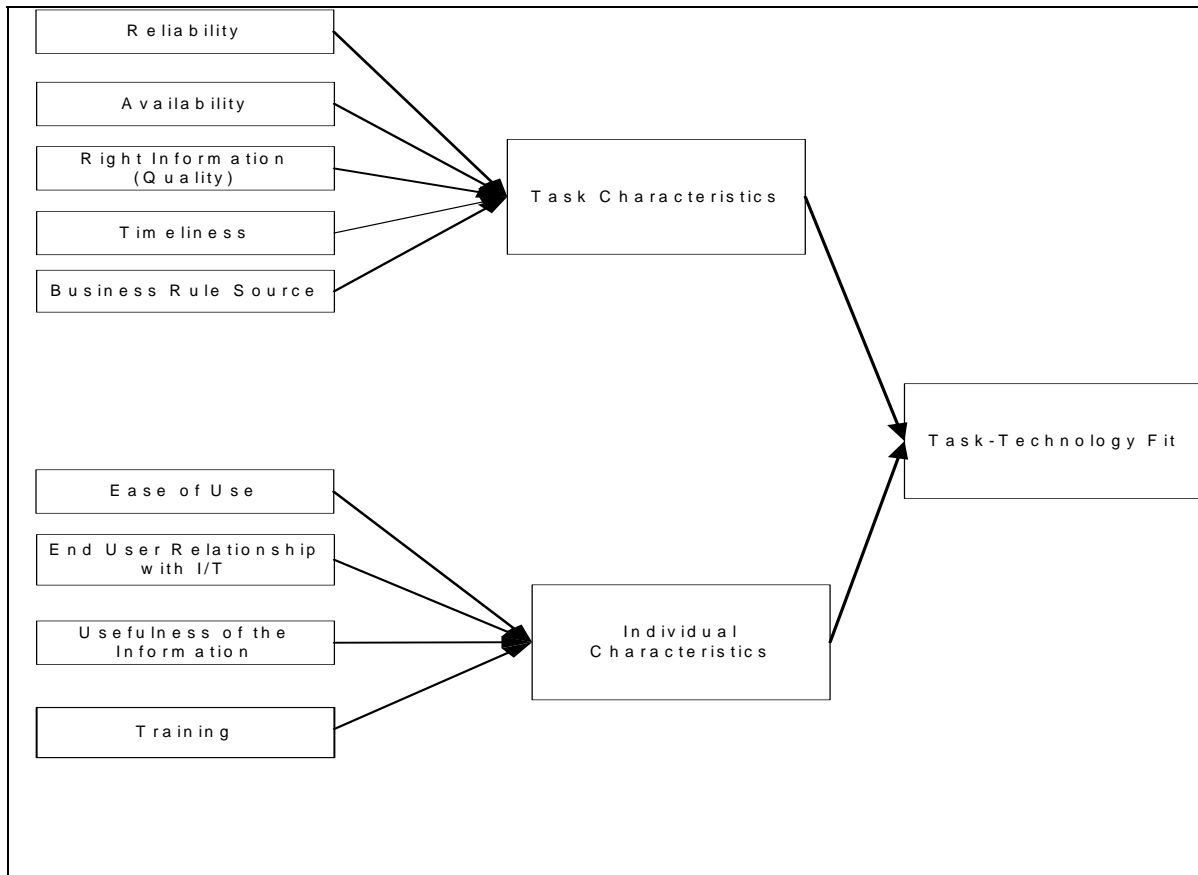 Reliability
Availability
Right Information
(Quality)
Timeliness
Business Rule Source
Task Characteristics
Task-Technology Fit
Ease of Use
End User Relationship
with I/T
Usefulness of the
Information
Training
Individual
Characteristics